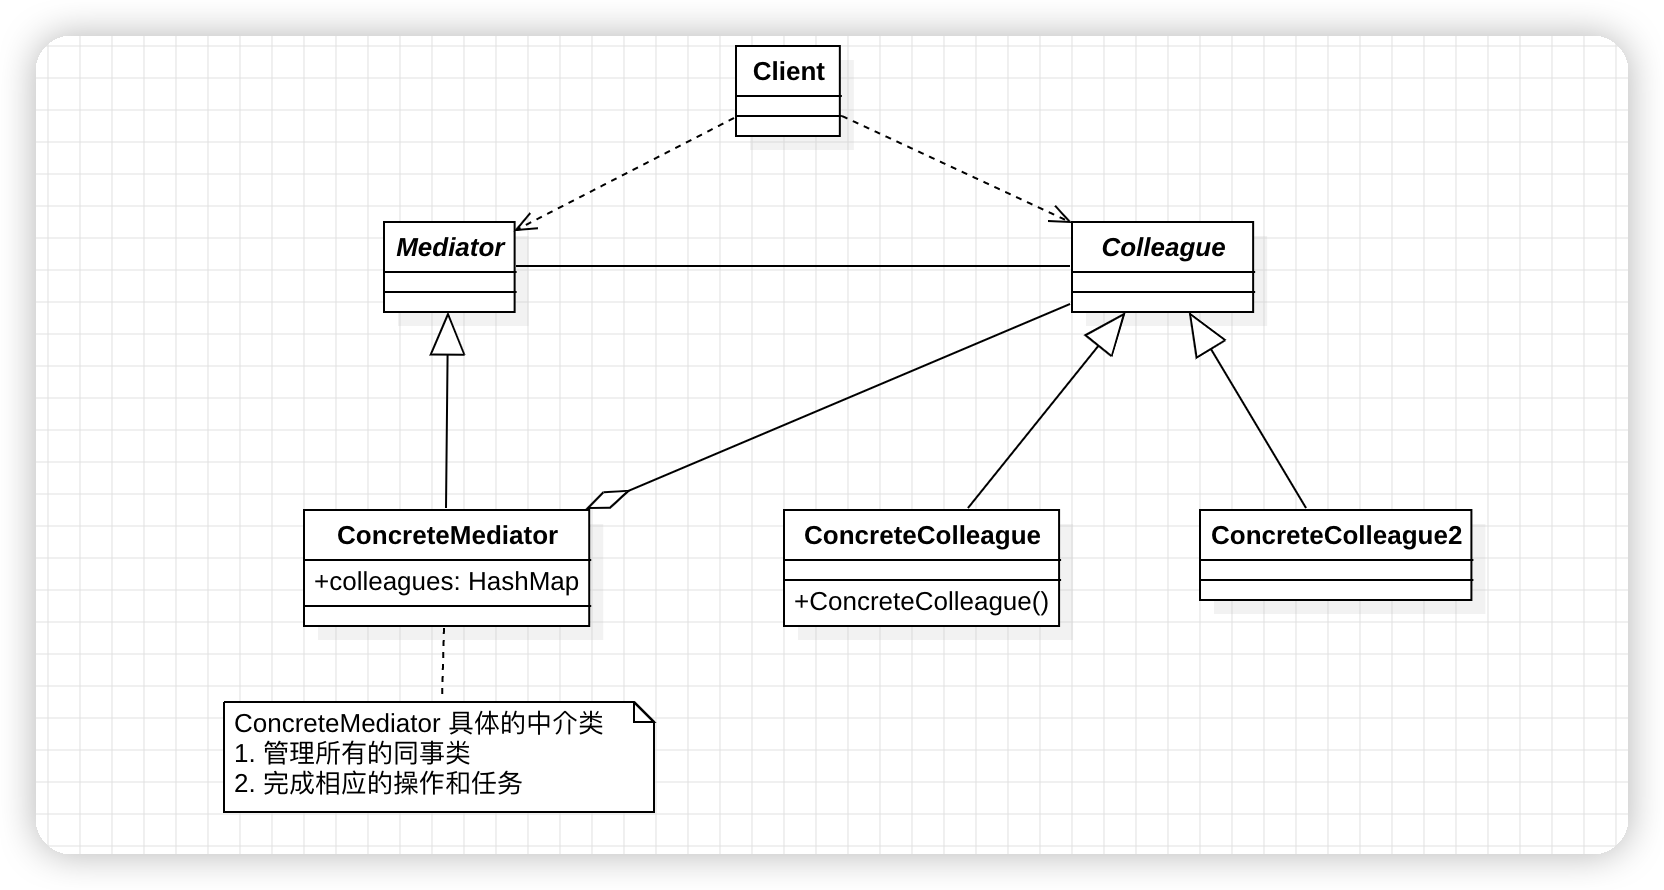 Client
Mediator
Colleague
ConcreteMediator
+colleagues: HashMap
ConcreteColleague
+ConcreteColleague()
ConcreteColleague2
ConcreteMediator 具体的中介类
1. 管理所有的同事类
2. 完成相应的操作和任务